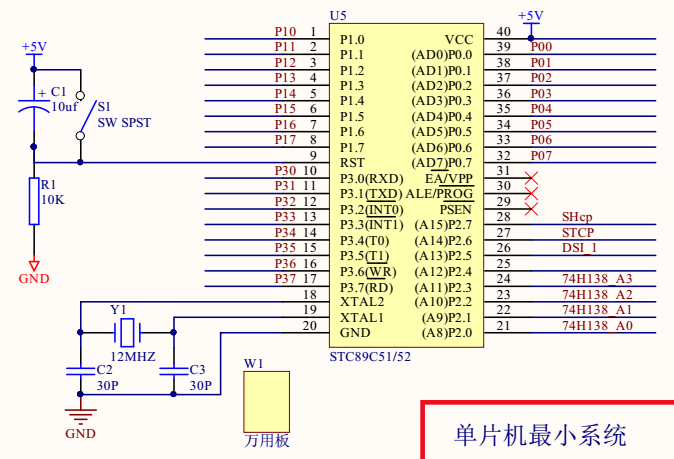 U5
+5V
+5V
P10 1 P1.0 VCC 40
P11 2 P1.1 (AD0)P0.0 39 P00
P12 3 P1.2 (AD1)P0.1 38 P01
P13 4 P1.3 (AD2)P0.2 37 P02
P14 5 P1.4 (AD3)P0.3 36 P03
P15 6 P1.5 (AD4)P0.4 35 P04
P16 7 P1.6 (AD5)P0.5 34 P05
P17 8 P1.7 (AD6)P0.6 33 P06
9 RST (AD7)P0.7 32 P07
P30 10 P3.0(RXD) EA/VPP 31
P31 11 P3.1(TXD) ALE/PROG 30
P32 12 P3.2(INT0) PSEN 29
P33 13 P3.3(INT1) (A15)P2.7 28 SHcp
P34 14 P3.4(T0) (A14)P2.6 27 STCP
P35 15 P3.5(T1) (A13)P2.5 26 DSI_1
P36 16 P3.6(WR) (A12)P2.4 25
P37 17 P3.7(RD) (A11)P2.3 24 74H138_A3
18 XTAL2 (A10)P2.2 23 74H138_A2
19 XTAL1 (A9)P2.1 22 74H138_A1
20 GND (A8)P2.0 21 74H138_A0
STC89C51/52
+ C1
10uf
S1
SW SPST
R1
10K
GND
Y1
12MHZ
C2
30P
C3
30P
GND
W1
万用板
单片机最小系统